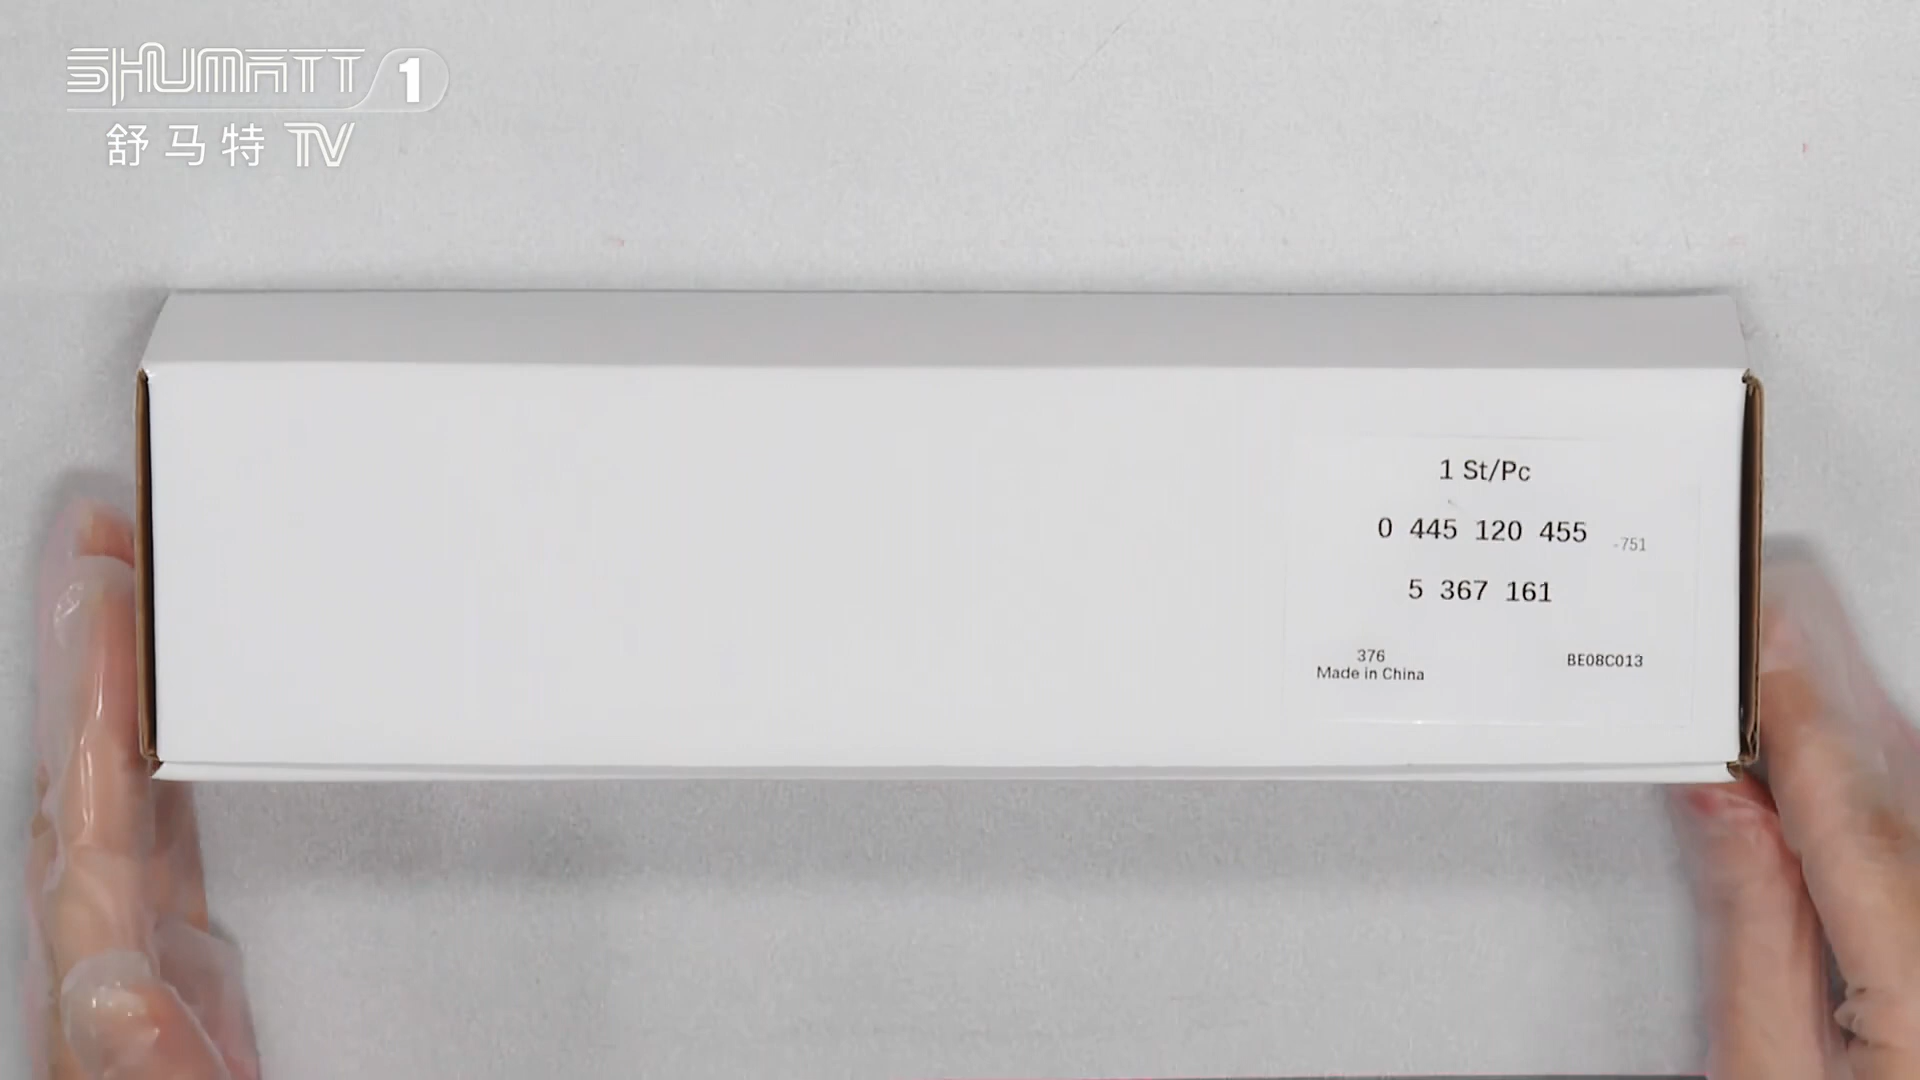 SHUMATT 1
舒马特 TV
1 St/Pc
0 445 120 455 -751
5 367 161
376
Made in China
BE08C013